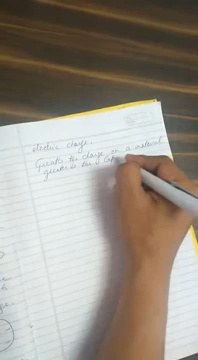 electric charge.
Greater the charge, on a material
greater is the